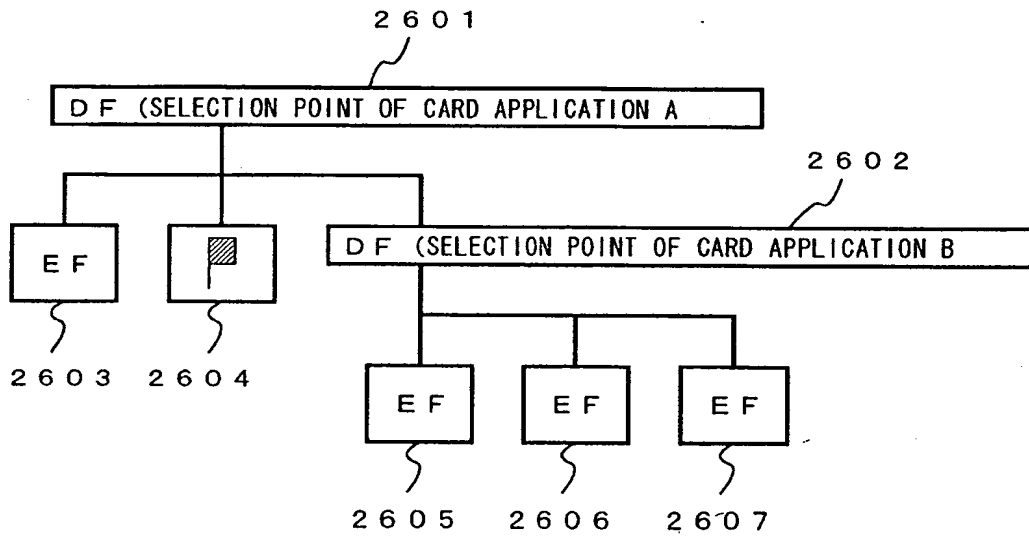 2601
DF (SELECTION POINT OF CARD APPLICATION A
2602
DF (SELECTION POINT OF CARD APPLICATION B
EF
2603
2604
EF
EF
EF
2605
2606
2607